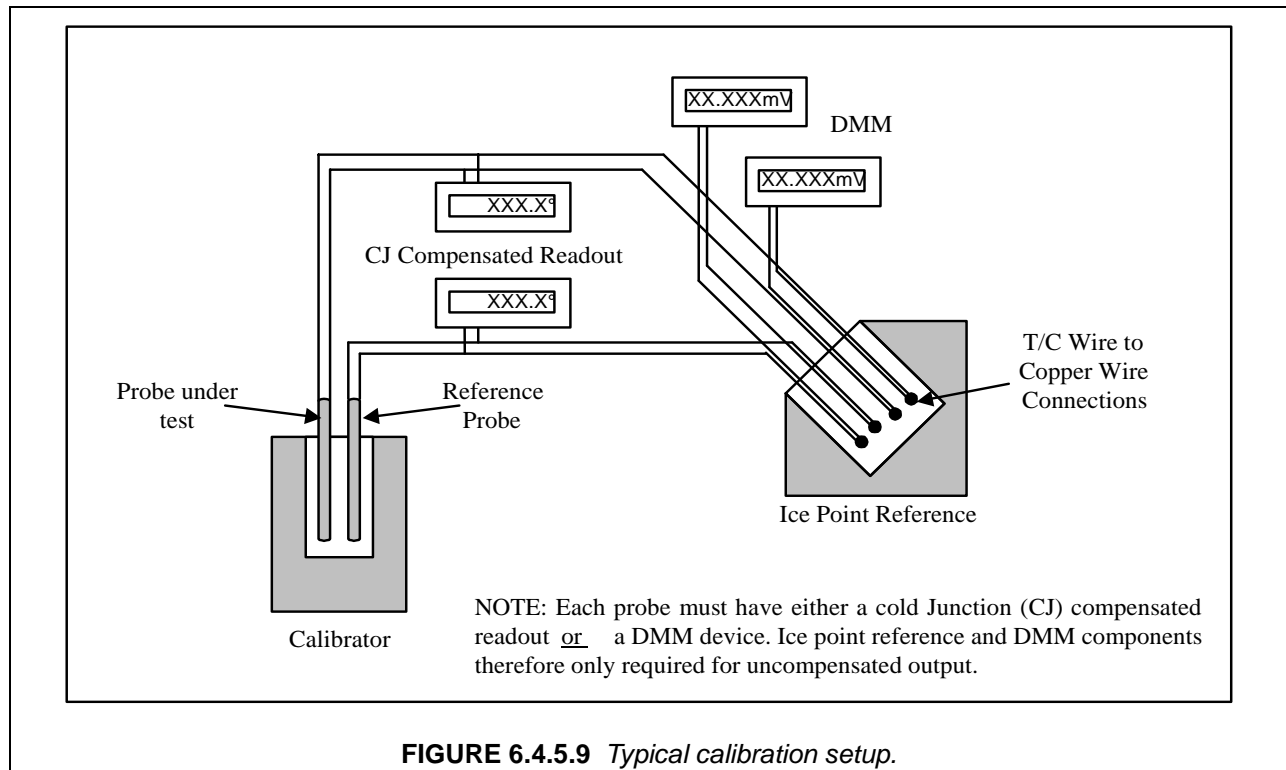 XX.XXXmV
DMM
XX.XXXmV
XXX.X°
CJ Compensated Readout
XXX.X°
T/C Wire to
Copper Wire
Connections
Probe under
test
Reference
Probe
Ice Point Reference
Calibrator
NOTE: Each probe must have either a cold Junction (CJ) compensated
readout or a DMM device. Ice point reference and DMM components
therefore only required for uncompensated output.
FIGURE 6.4.5.9 Typical calibration setup.